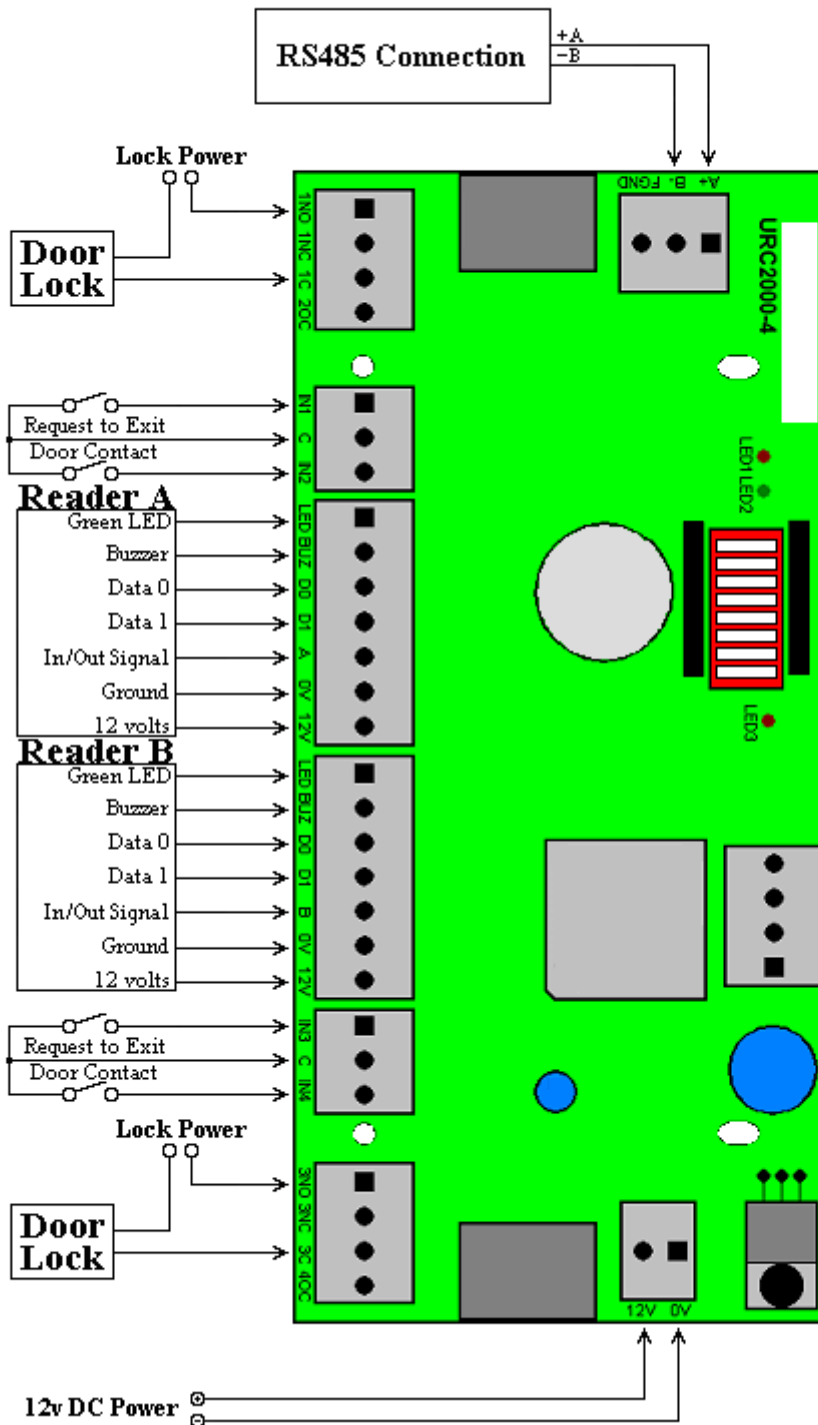 RS485 Connection
+A
-B
Lock Power
Door
Lock
1NO 1NC 1C 2OC
FGND B- A+
URC2000-4
Request to Exit
Door Contact
IN1 C IN2
LED1 LED2
Reader A
Green LED
Buzzer
Data 0
Data 1
In/Out Signal
Ground
12 volts
LED BUZ D0 D1 A 0V 12V
LED3
Reader B
Green LED
Buzzer
Data 0
Data 1
In/Out Signal
Ground
12 volts
LED BUZ D0 D1 B 0V 12V
Request to Exit
Door Contact
IN3 C IN4
Lock Power
Door
Lock
3NO 3NC 3C 4OC
12V 0V
12v DC Power
+
-